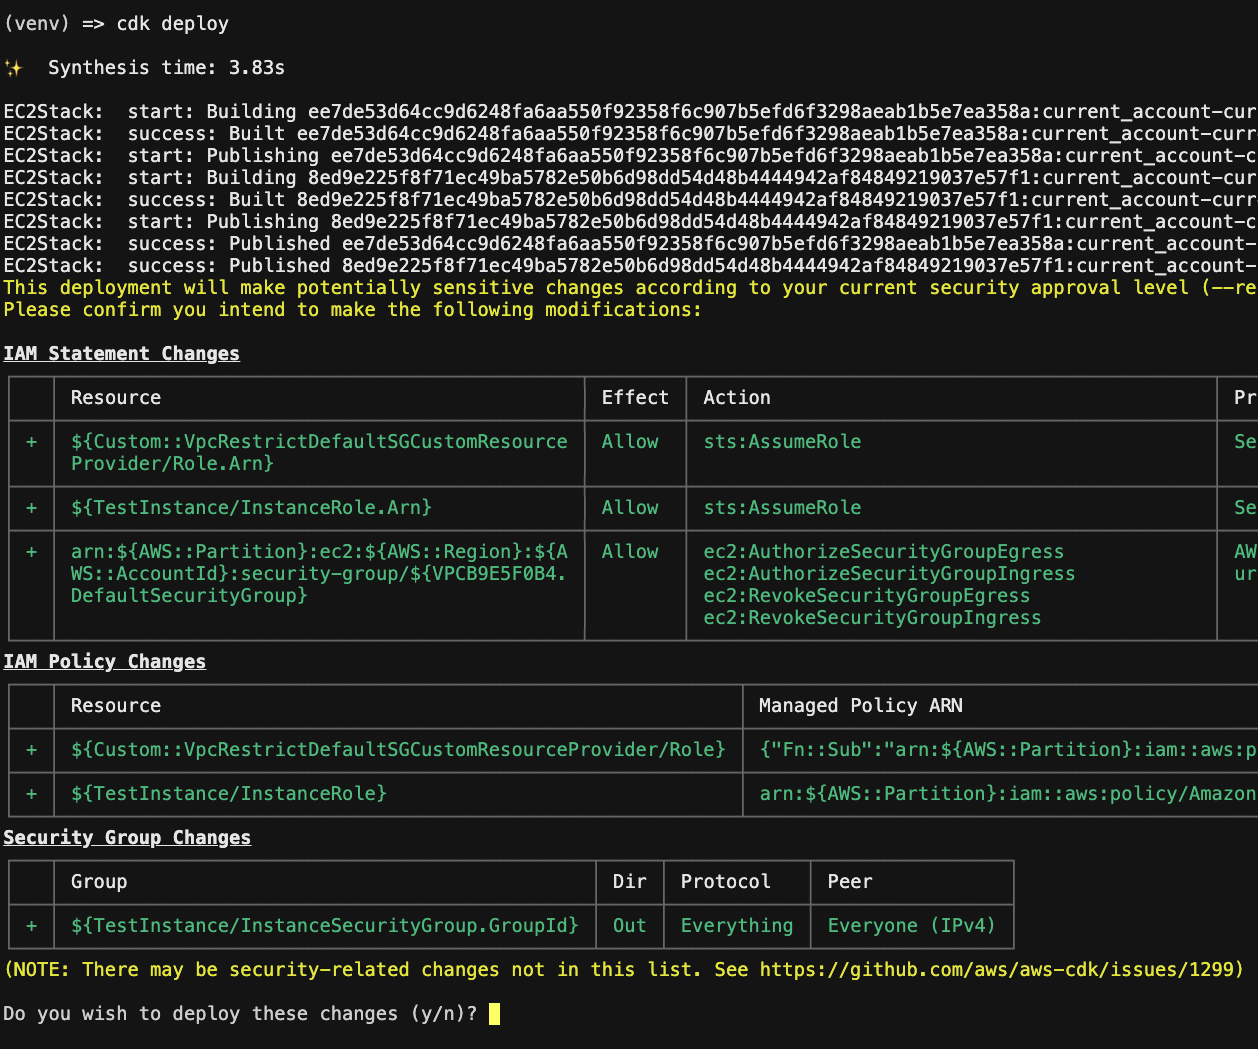 (venv) => cdk deploy
✨  Synthesis time: 3.83s
EC2Stack:  start: Building ee7de53d64cc9d6248fa6aa550f92358f6c907b5efd6f3298aeab1b5e7ea358a:current_account-cur
EC2Stack:  success: Built ee7de53d64cc9d6248fa6aa550f92358f6c907b5efd6f3298aeab1b5e7ea358a:current_account-curr
EC2Stack:  start: Publishing ee7de53d64cc9d6248fa6aa550f92358f6c907b5efd6f3298aeab1b5e7ea358a:current_account-c
EC2Stack:  start: Building 8ed9e225f8f71ec49ba5782e50b6d98dd54d48b4444942af84849219037e57f1:current_account-cur
EC2Stack:  success: Built 8ed9e225f8f71ec49ba5782e50b6d98dd54d48b4444942af84849219037e57f1:current_account-curr
EC2Stack:  start: Publishing 8ed9e225f8f71ec49ba5782e50b6d98dd54d48b4444942af84849219037e57f1:current_account-c
EC2Stack:  success: Published ee7de53d64cc9d6248fa6aa550f92358f6c907b5efd6f3298aeab1b5e7ea358a:current_account-
EC2Stack:  success: Published 8ed9e225f8f71ec49ba5782e50b6d98dd54d48b4444942af84849219037e57f1:current_account-
This deployment will make potentially sensitive changes according to your current security approval level (--re
Please confirm you intend to make the following modifications:
IAM Statement Changes
Resource Effect Action Pr
+ ${Custom::VpcRestrictDefaultSGCustomResource Allow sts:AssumeRole Se
Provider/Role.Arn}
+ ${TestInstance/InstanceRole.Arn} Allow sts:AssumeRole Se
+ arn:${AWS::Partition}:ec2:${AWS::Region}:${A Allow ec2:AuthorizeSecurityGroupEgress AW
WS::AccountId}:security-group/${VPCB9E5F0B4. ec2:AuthorizeSecurityGroupIngress ur
DefaultSecurityGroup} ec2:RevokeSecurityGroupEgress
ec2:RevokeSecurityGroupIngress
IAM Policy Changes
Resource Managed Policy ARN
+ ${Custom::VpcRestrictDefaultSGCustomResourceProvider/Role} {"Fn::Sub":"arn:${AWS::Partition}:iam::aws:p
+ ${TestInstance/InstanceRole} arn:${AWS::Partition}:iam::aws:policy/Amazon
Security Group Changes
Group Dir Protocol Peer
+ ${TestInstance/InstanceSecurityGroup.GroupId} Out Everything Everyone (IPv4)
(NOTE: There may be security-related changes not in this list. See https://github.com/aws/aws-cdk/issues/1299)
Do you wish to deploy these changes (y/n)?